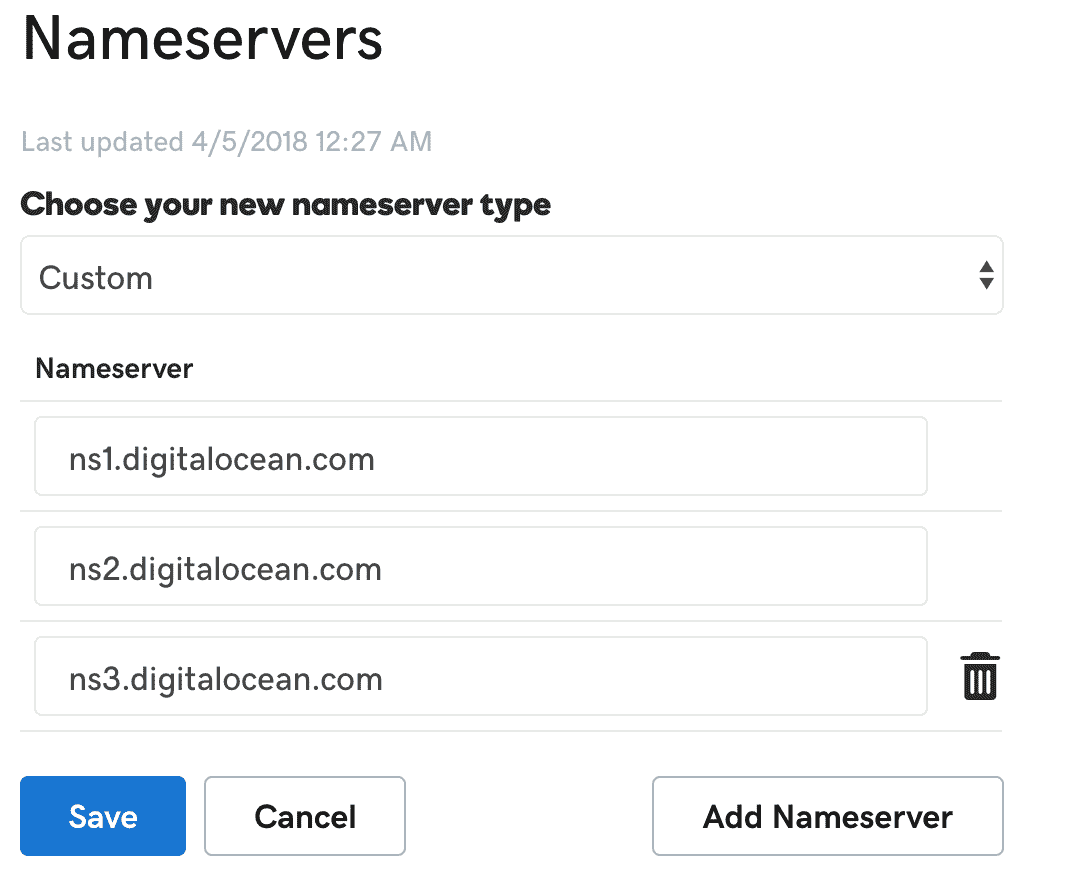 Nameservers
Last updated 4/5/2018 12:27 AM
Choose your new nameserver type
Custom
Nameserver
ns1.digitalocean.com
ns2.digitalocean.com
ns3.digitalocean.com
Save Cancel Add Nameserver